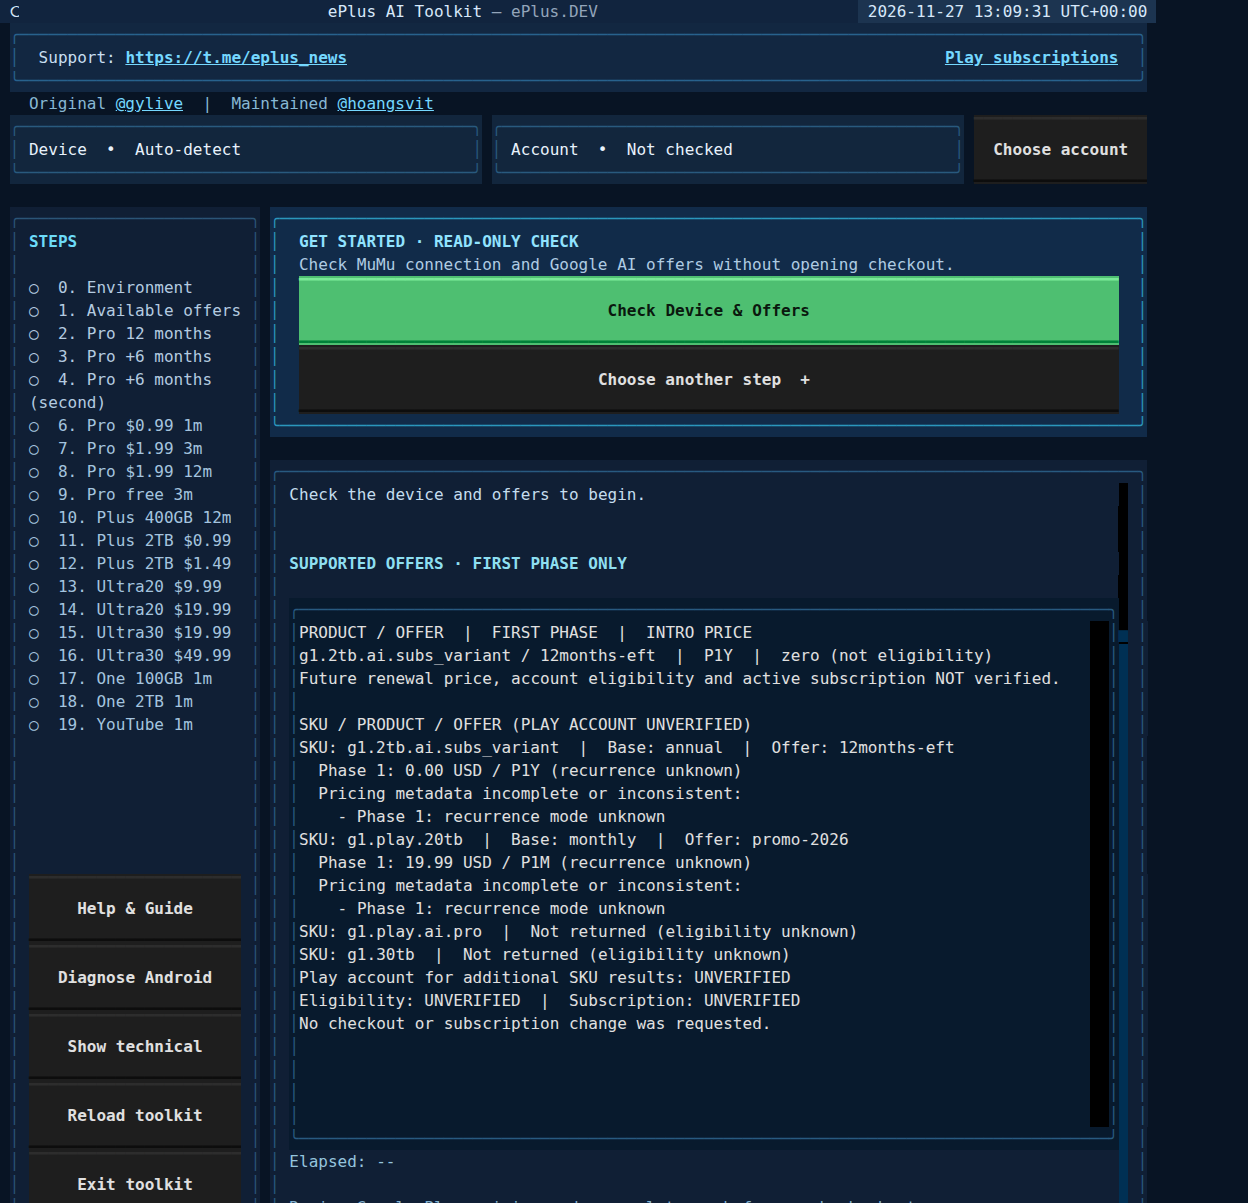 ePlus AI Toolkit — ePlus.DEV
2026-11-27 13:09:31 UTC+00:00
Support: https://t.me/eplus_news
Play subscriptions
Original @gylive | Maintained @hoangsvit
Device • Auto-detect
Account • Not checked
Choose account
STEPS
○ 0. Environment
○ 1. Available offers
○ 2. Pro 12 months
○ 3. Pro +6 months
○ 4. Pro +6 months
(second)
○ 6. Pro $0.99 1m
○ 7. Pro $1.99 3m
○ 8. Pro $1.99 12m
○ 9. Pro free 3m
○ 10. Plus 400GB 12m
○ 11. Plus 2TB $0.99
○ 12. Plus 2TB $1.49
○ 13. Ultra20 $9.99
○ 14. Ultra20 $19.99
○ 15. Ultra30 $19.99
○ 16. Ultra30 $49.99
○ 17. One 100GB 1m
○ 18. One 2TB 1m
○ 19. YouTube 1m
Help & Guide
Diagnose Android
Show technical
Reload toolkit
Exit toolkit
GET STARTED · READ-ONLY CHECK
Check MuMu connection and Google AI offers without opening checkout.
Check Device & Offers
Choose another step +
Check the device and offers to begin.
SUPPORTED OFFERS · FIRST PHASE ONLY
PRODUCT / OFFER | FIRST PHASE | INTRO PRICE
g1.2tb.ai.subs_variant / 12months-eft | P1Y | zero (not eligibility)
Future renewal price, account eligibility and active subscription NOT verified.
SKU / PRODUCT / OFFER (PLAY ACCOUNT UNVERIFIED)
SKU: g1.2tb.ai.subs_variant | Base: annual | Offer: 12months-eft
Phase 1: 0.00 USD / P1Y (recurrence unknown)
Pricing metadata incomplete or inconsistent:
- Phase 1: recurrence mode unknown
SKU: g1.play.20tb | Base: monthly | Offer: promo-2026
Phase 1: 19.99 USD / P1M (recurrence unknown)
Pricing metadata incomplete or inconsistent:
- Phase 1: recurrence mode unknown
SKU: g1.play.ai.pro | Not returned (eligibility unknown)
SKU: g1.30tb | Not returned (eligibility unknown)
Play account for additional SKU results: UNVERIFIED
Eligibility: UNVERIFIED | Subscription: UNVERIFIED
No checkout or subscription change was requested.
Elapsed: --